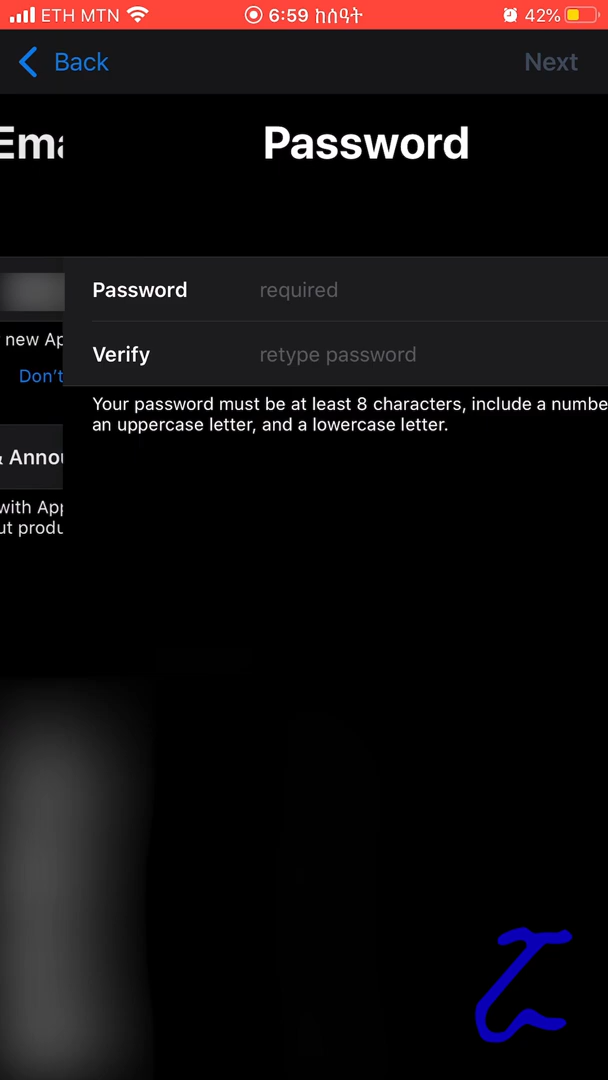 ETH MTN 6:59 ከሰዓት 42%
Back Next
Ema Password
Password required
new Ap
Verify retype password
Don't
Your password must be at least 8 characters, include a numbe
an uppercase letter, and a lowercase letter.
& Annou
with App
ut produ